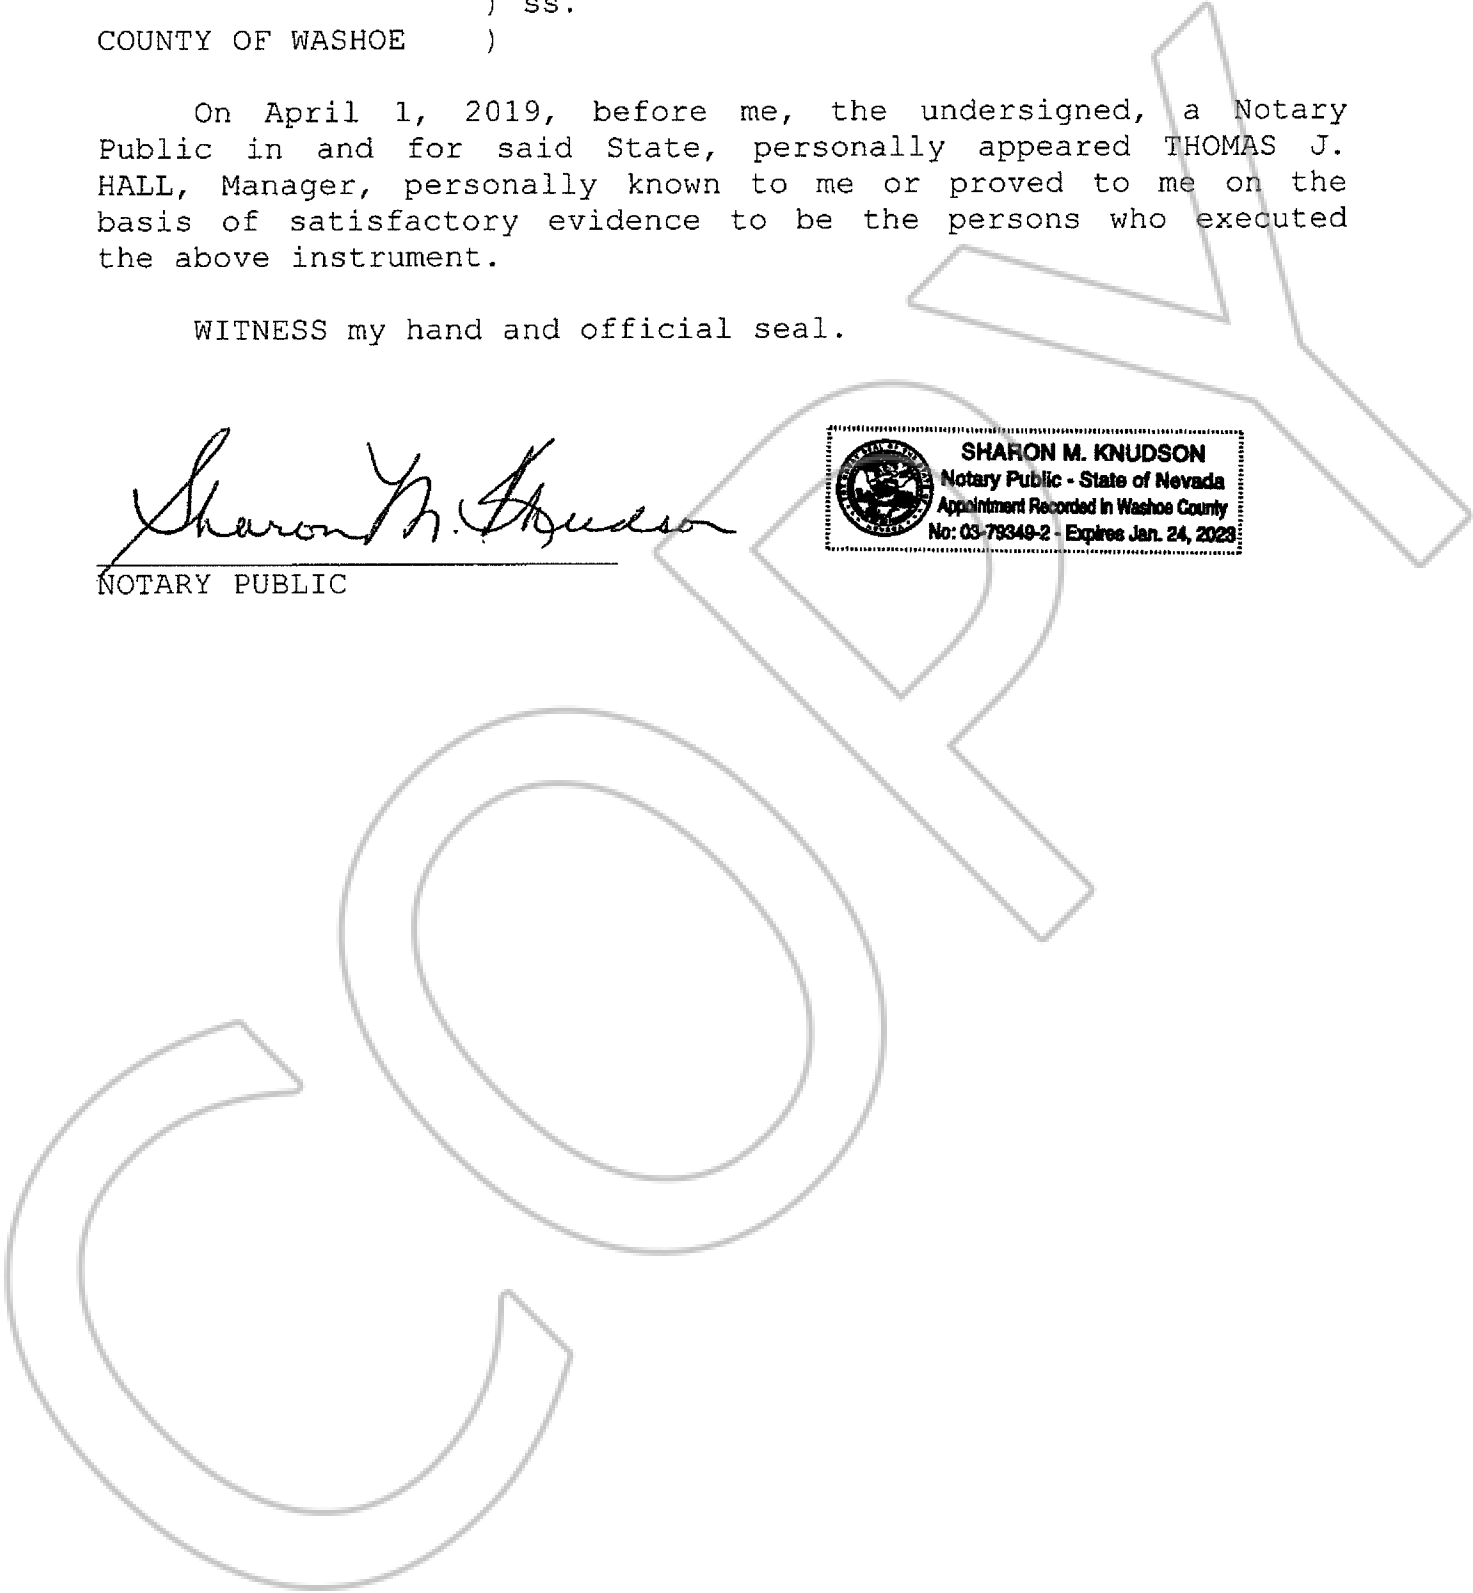 ) ss.
COUNTY OF WASHOE )
On April 1, 2019, before me, the undersigned, a Notary
Public in and for said State, personally appeared THOMAS J.
HALL, Manager, personally known to me or proved to me on the
basis of satisfactory evidence to be the persons who executed
the above instrument.
WITNESS my hand and official seal.
Sharon M. Knudson
NOTARY PUBLIC
SHARON M. KNUDSON
Notary Public - State of Nevada
Appointment Recorded in Washoe County
No: 03-79349-2 - Expires Jan. 24, 2023
COPY